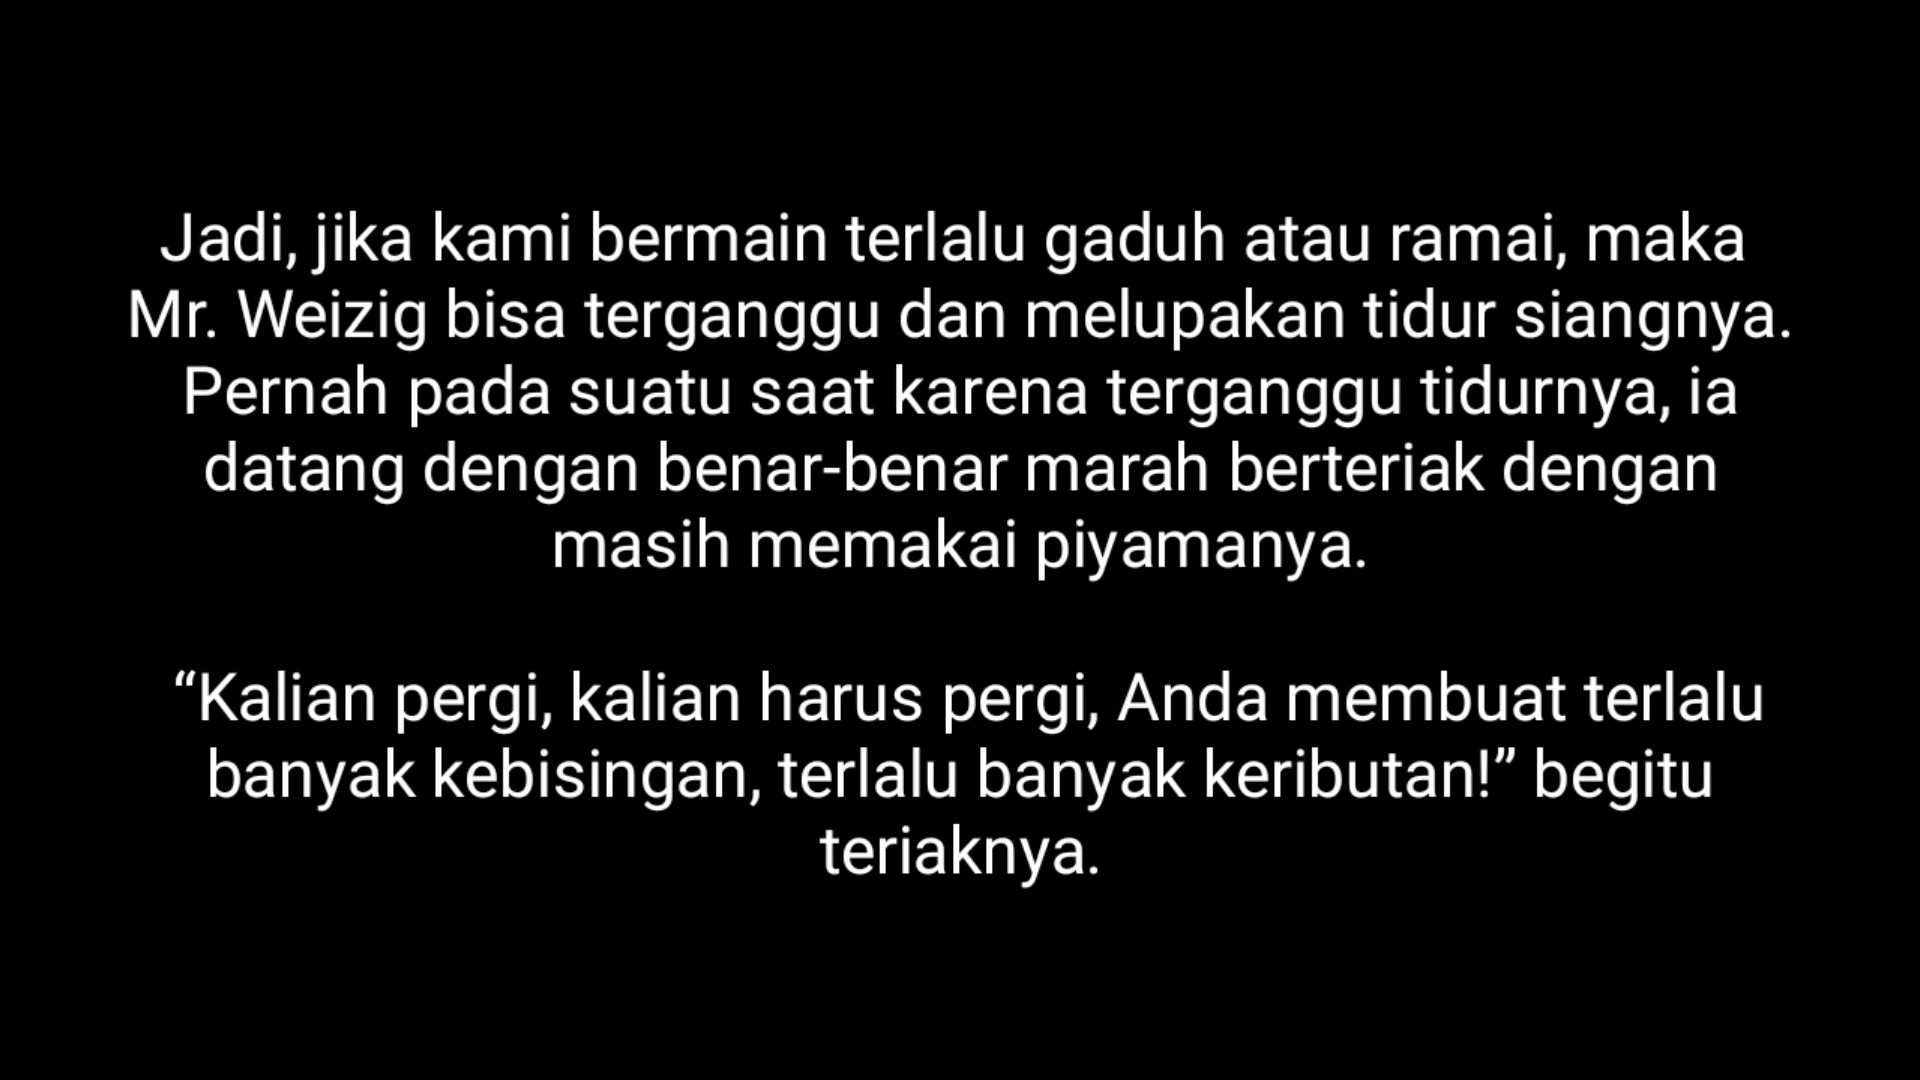 Jadi, jika kami bermain terlalu gaduh atau ramai, maka
Mr. Weizig bisa terganggu dan melupakan tidur siangnya.
Pernah pada suatu saat karena terganggu tidurnya, ia
datang dengan benar-benar marah berteriak dengan
masih memakai piyamanya.
“Kalian pergi, kalian harus pergi, Anda membuat terlalu
banyak kebisingan, terlalu banyak keributan!” begitu
teriaknya.